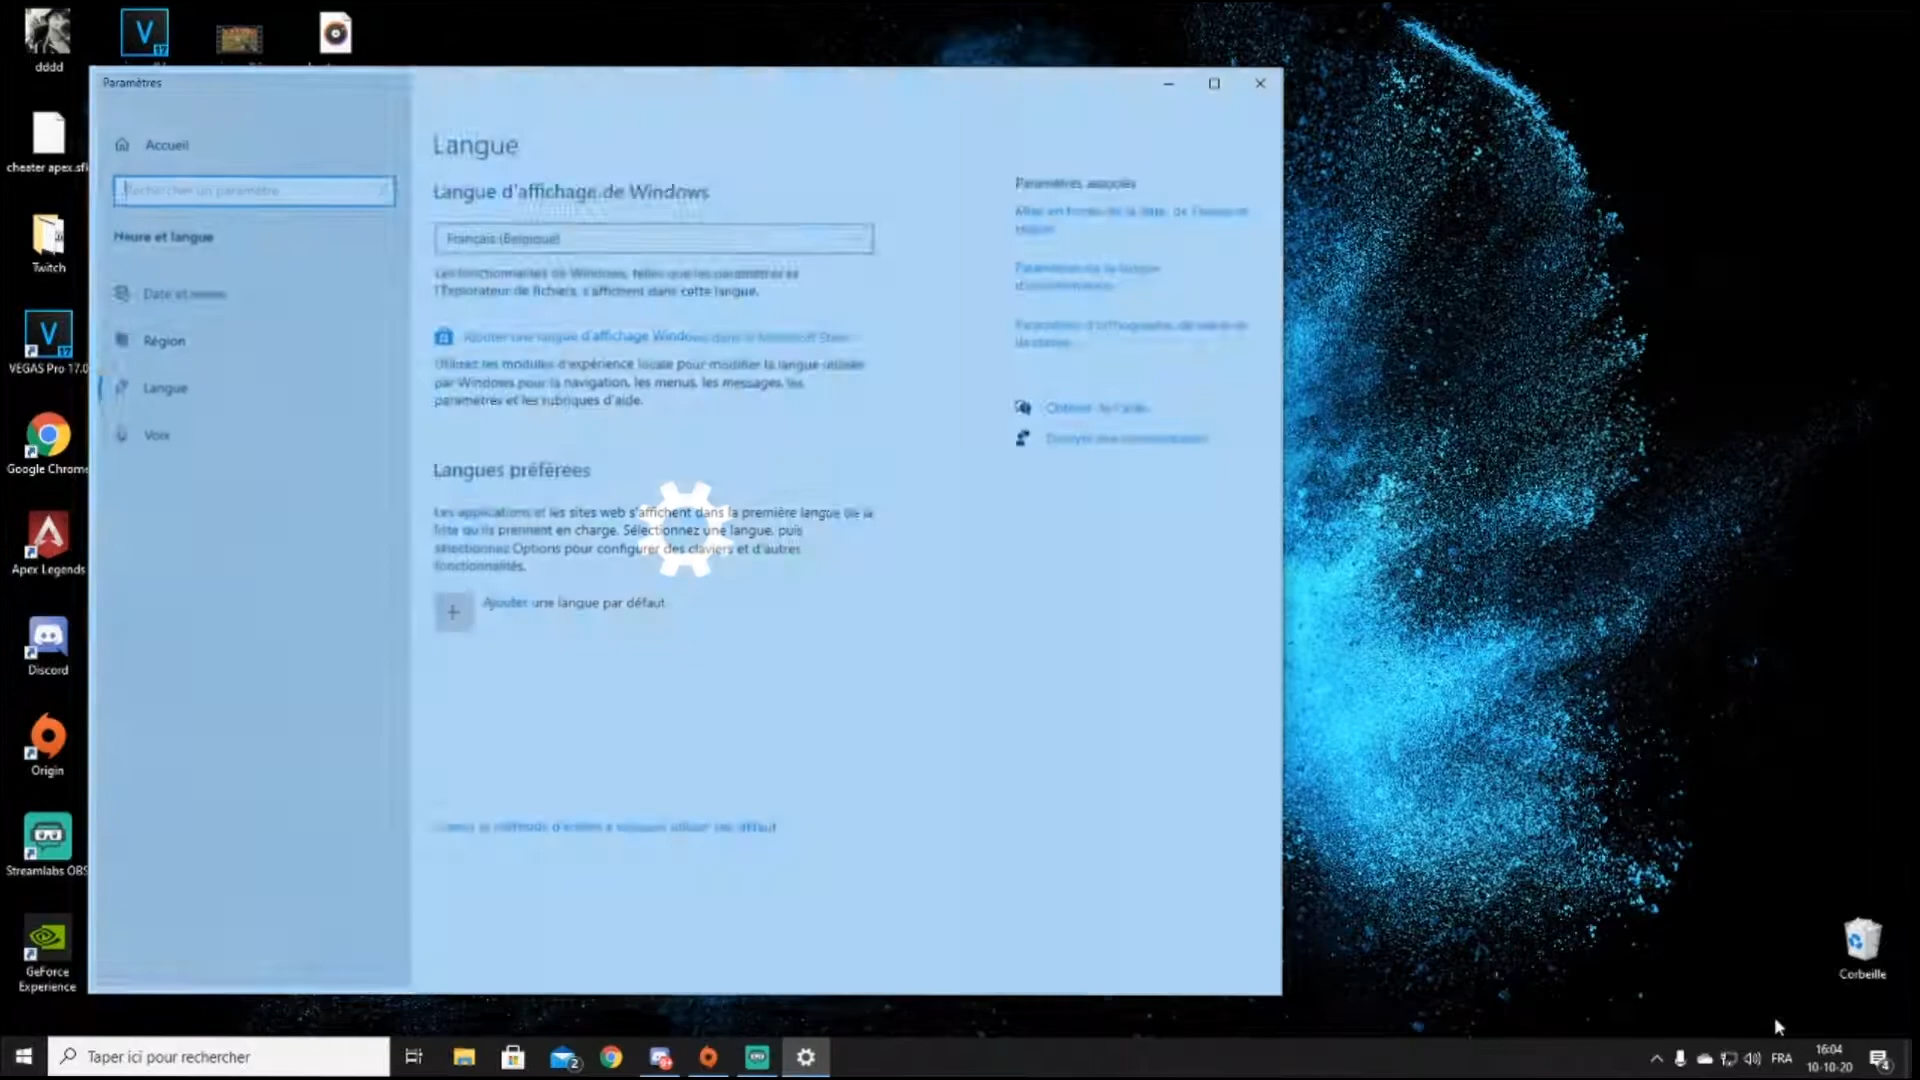 dddd
cheater apex.sfk
Twitch
VEGAS Pro 17.0
Google Chrome
Apex Legends
Discord
Origin
Streamlabs OBS
GeForce
Experience
Corbeille
Paramètres
Accueil
Rechercher un paramètre
Heure et langue
Date et heure
Région
Langue
Voix
Langue
Langue d'affichage de Windows
Français (Belgique)
Les fonctionnalités de Windows, telles que les paramètres et
l'Explorateur de fichiers, s'affichent dans cette langue.
Ajouter une langue d'affichage Windows dans le Microsoft Store
Utilisez les modules d'expérience locale pour modifier la langue utilisée
par Windows pour la navigation, les menus, les messages, les
paramètres et les rubriques d'aide.
Langues préférées
Les applications et les sites web s'affichent dans la première langue de la
liste qu'ils prennent en charge. Sélectionnez une langue, puis
sélectionnez Options pour configurer des claviers et d'autres
fonctionnalités.
Ajouter une langue par défaut
Paramètres associés
Obtenir de l'aide
Envoyer des commentaires
Taper ici pour rechercher
FRA
16:04
10-10-20